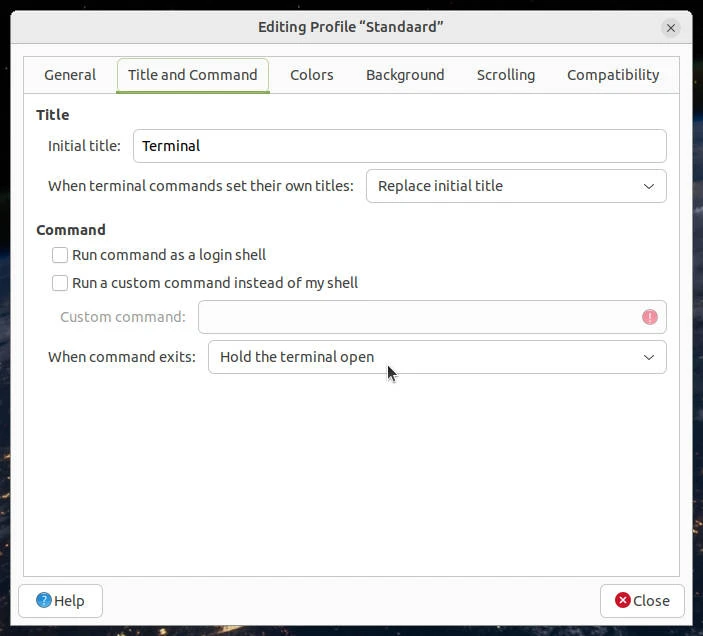 Editing Profile “Standaard”
General Title and Command Colors Background Scrolling Compatibility
Title
Initial title: Terminal
When terminal commands set their own titles: Replace initial title
Command
Run command as a login shell
Run a custom command instead of my shell
Custom command:
When command exits: Hold the terminal open
Help Close